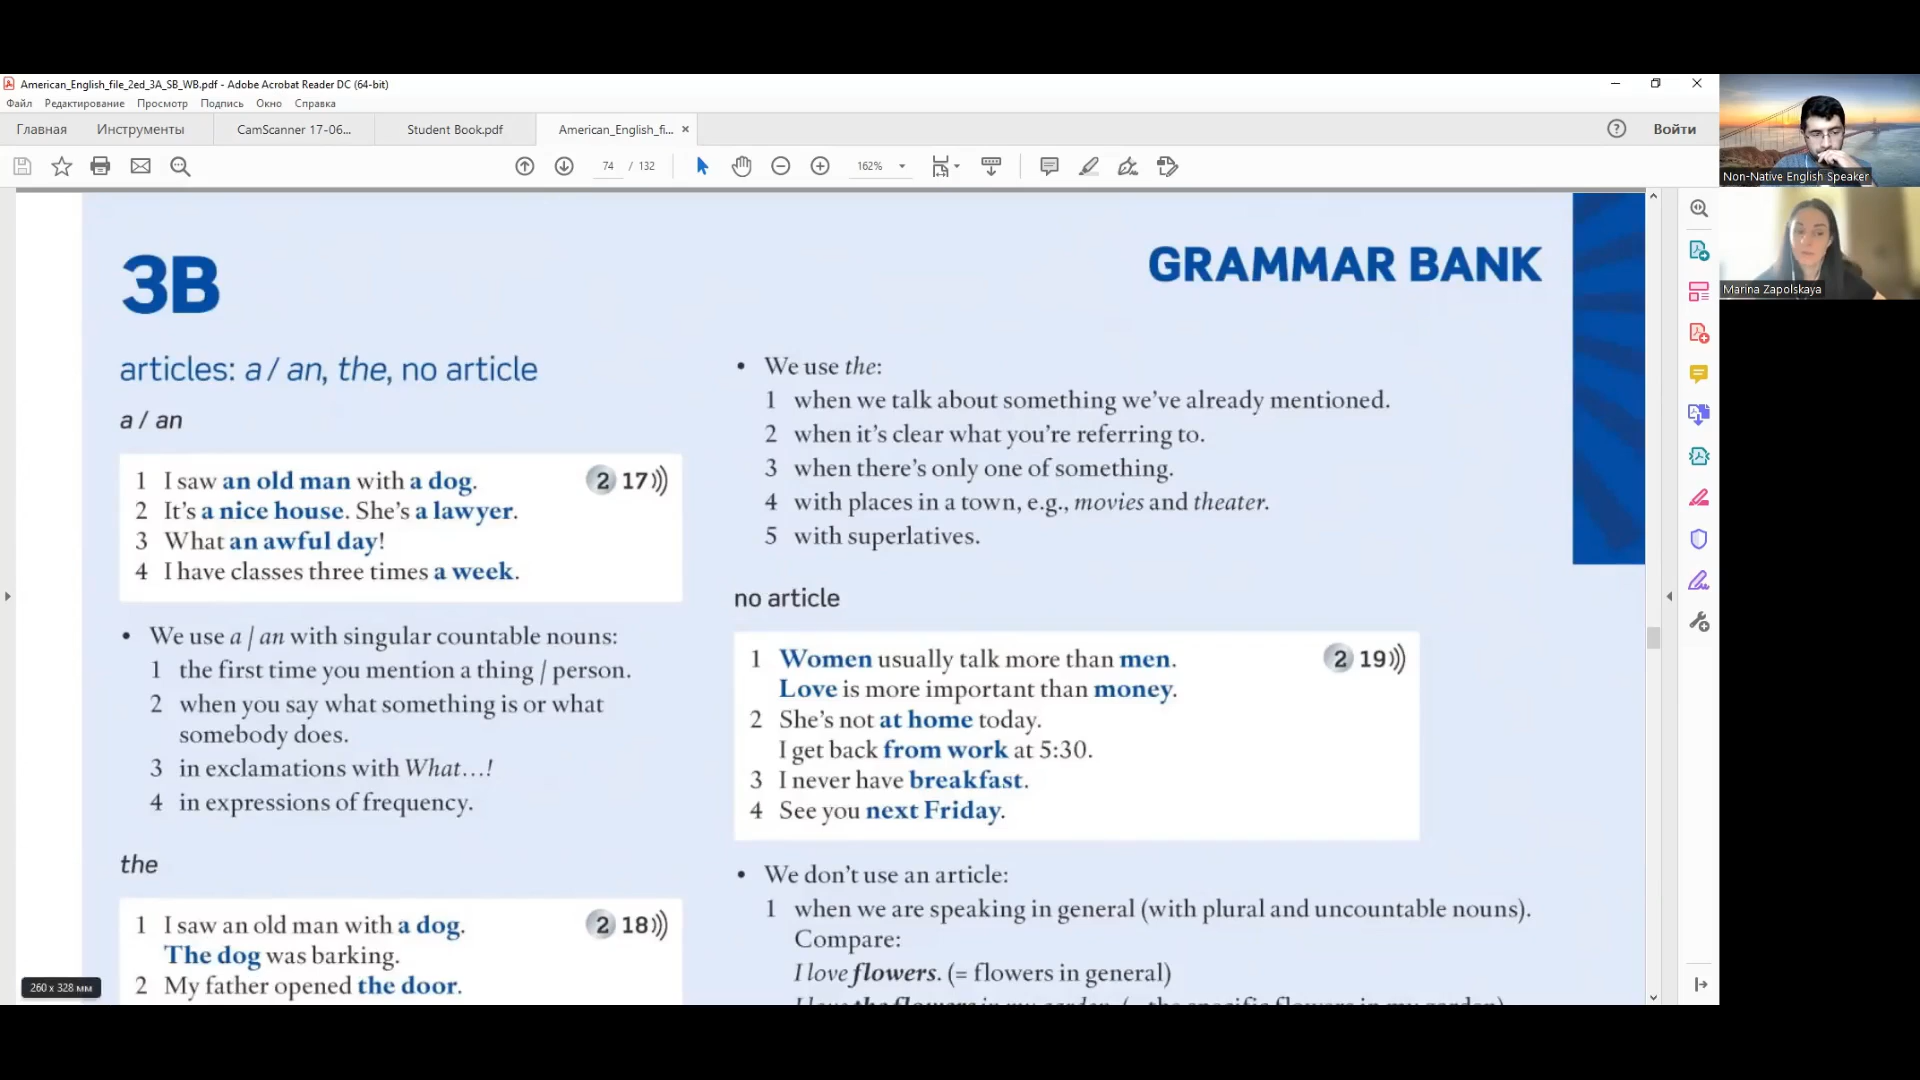 American_English_file_2ed_3A_SB_WB.pdf - Adobe Acrobat Reader DC (64-bit)
Файл Редактирование Просмотр Подпись Окно Справка
Главная Инструменты CamScanner 17-06... Student Book.pdf American_English_fi... Войти
74 / 132 162%
3B
GRAMMAR BANK
articles: a / an, the, no article
a / an
1 I saw an old man with a dog. 2 17
2 It's a nice house. She's a lawyer.
3 What an awful day!
4 I have classes three times a week.
• We use a / an with singular countable nouns:
1 the first time you mention a thing / person.
2 when you say what something is or what
somebody does.
3 in exclamations with What...!
4 in expressions of frequency.
the
1 I saw an old man with a dog. 2 18
The dog was barking.
2 My father opened the door.
• We use the:
1 when we talk about something we've already mentioned.
2 when it's clear what you're referring to.
3 when there's only one of something.
4 with places in a town, e.g., movies and theater.
5 with superlatives.
no article
1 Women usually talk more than men. 2 19
Love is more important than money.
2 She's not at home today.
I get back from work at 5:30.
3 I never have breakfast.
4 See you next Friday.
• We don't use an article:
1 when we are speaking in general (with plural and uncountable nouns).
Compare:
I love flowers. (= flowers in general)
I love the flowers in my garden. (= the specific flowers in my garden)
260 x 328 мм
Non-Native English Speaker
Marina Zapolskaya